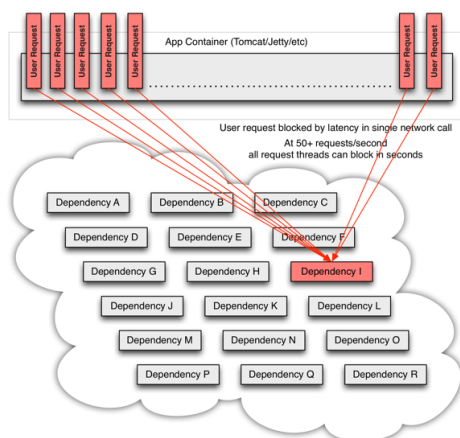 User Request
User Request
User Request
User Request
User Request
App Container (Tomcat/Jetty/etc)
User Request
User Request
User request blocked by latency in single network call
At 50+ requests/second
all request threads can block in seconds
Dependency A
Dependency B
Dependency C
Dependency D
Dependency E
Dependency F
Dependency G
Dependency H
Dependency I
Dependency J
Dependency K
Dependency L
Dependency M
Dependency N
Dependency O
Dependency P
Dependency Q
Dependency R